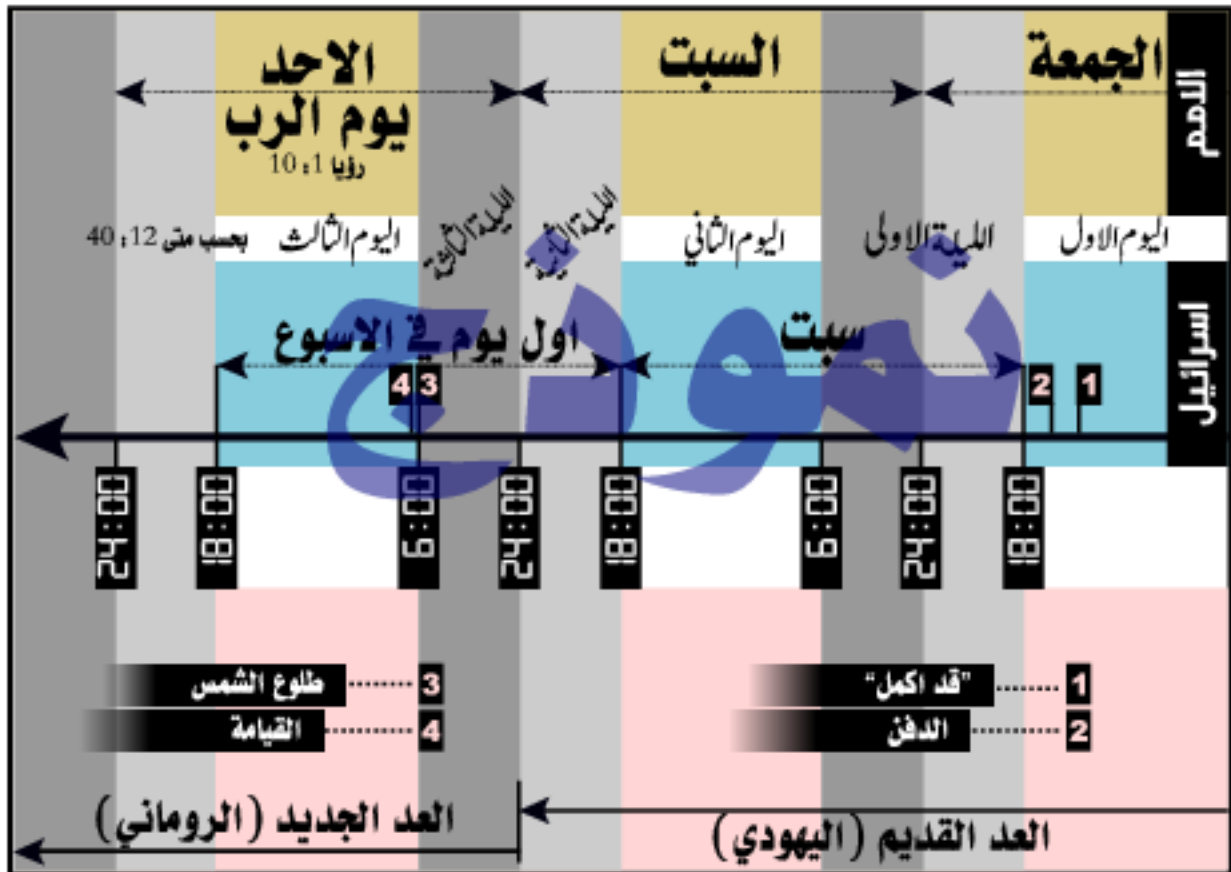 الامم
الجمعة
السبت
الاحد
يوم الرب
رؤيا 1 : 10
اليوم الاول
الليلة الاولى
اليوم الثاني
الليلة الثانية
الليلة الثالثة
اليوم الثالث
بحسب متى 12 : 40
اسرائيل
سبت
اول يوم في الاسبوع
1
2
3
4
نموذج
18:00
24:00
6:00
18:00
24:00
6:00
18:00
24:00
1 "قد اكمل"
2 الدفن
3 طلوع الشمس
4 القيامة
العد القديم (اليهودي)
العد الجديد (الروماني)